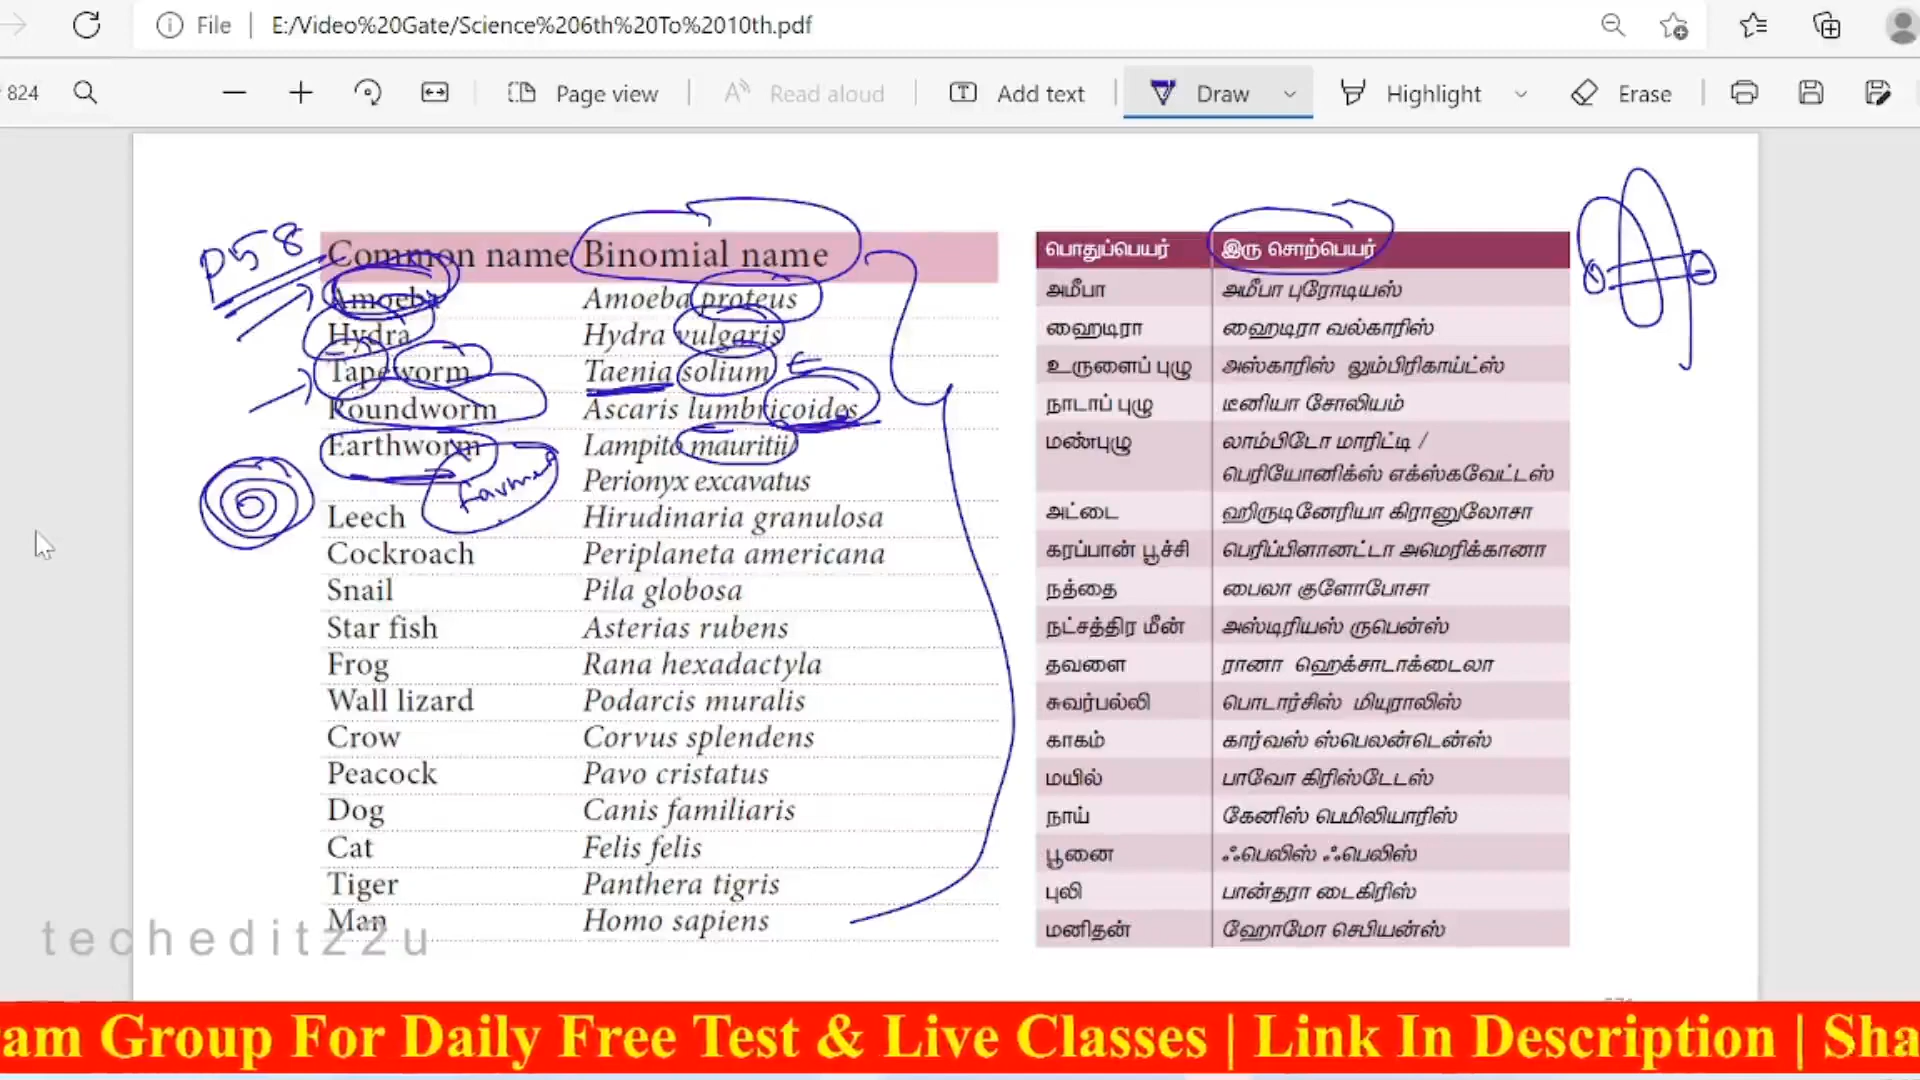 File | E:/Video%20Gate/Science%206th%20To%2010th.pdf
824 Page view Read aloud Add text Draw Highlight Erase
p58
Common name Binomial name
Amoeba Amoeba proteus
Hydra Hydra vulgaris
Tapeworm Taenia solium
Roundworm Ascaris lumbricoides
Earthworm Lampito mauritii
Perionyx excavatus
farmers
Leech Hirudinaria granulosa
Cockroach Periplaneta americana
Snail Pila globosa
Star fish Asterias rubens
Frog Rana hexadactyla
Wall lizard Podarcis muralis
Crow Corvus splendens
Peacock Pavo cristatus
Dog Canis familiaris
Cat Felis felis
Tiger Panthera tigris
Man Homo sapiens
பொதுப்பெயர் இரு சொற்பெயர்
அமீபா அமீபா புரோடியஸ்
ஹைடிரா ஹைடிரா வல்காரிஸ்
உருளைப் புழு அஸ்காரிஸ் லும்பிரிகாய்ட்ஸ்
நாடாப் புழு டீனியா சோலியம்
மண்புழு லாம்பிடோ மாரிட்டி /
பெரியோனிக்ஸ் எக்ஸ்கவேட்டஸ்
அட்டை ஹிருடினேரியா கிரானுலோசா
கரப்பான் பூச்சி பெரிப்பிளானட்டா அமெரிக்கானா
நத்தை பைலா குளோபோசா
நட்சத்திர மீன் அஸ்டிரியஸ் ருபென்ஸ்
தவளை ரானா ஹெக்சாடாக்டைலா
சுவர்பல்லி பொடார்சிஸ் மியுராலிஸ்
காகம் கார்வஸ் ஸ்பெலன்டென்ஸ்
மயில் பாவோ கிரிஸ்டேடஸ்
நாய் கேனிஸ் பெமிலியாரிஸ்
பூனை ஃபெலிஸ் ஃபெலிஸ்
புலி பான்தரா டைகிரிஸ்
மனிதன் ஹோமோ செபியன்ஸ்
techeditz2u
am Group For Daily Free Test & Live Classes | Link In Description | Sha